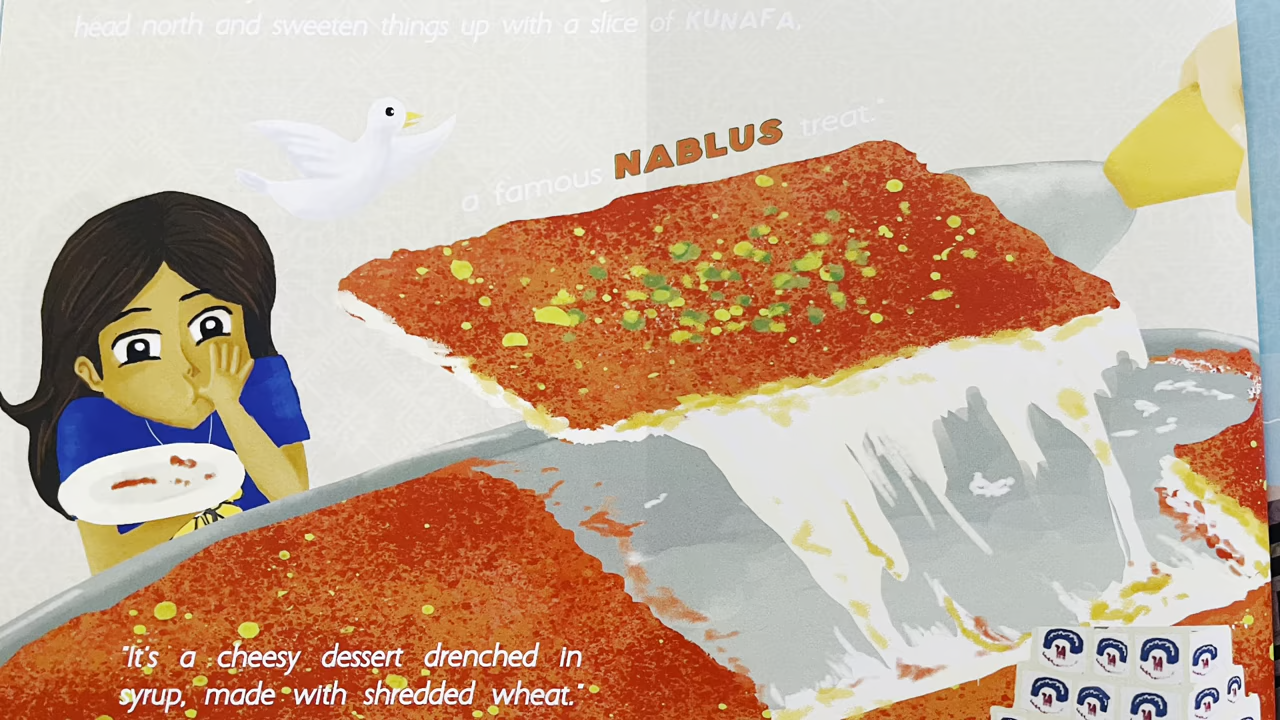 head north and sweeten things up with a slice of KUNAFA,
a famous NABLUS treat."
"It's a cheesy dessert drenched in
syrup, made with shredded wheat."